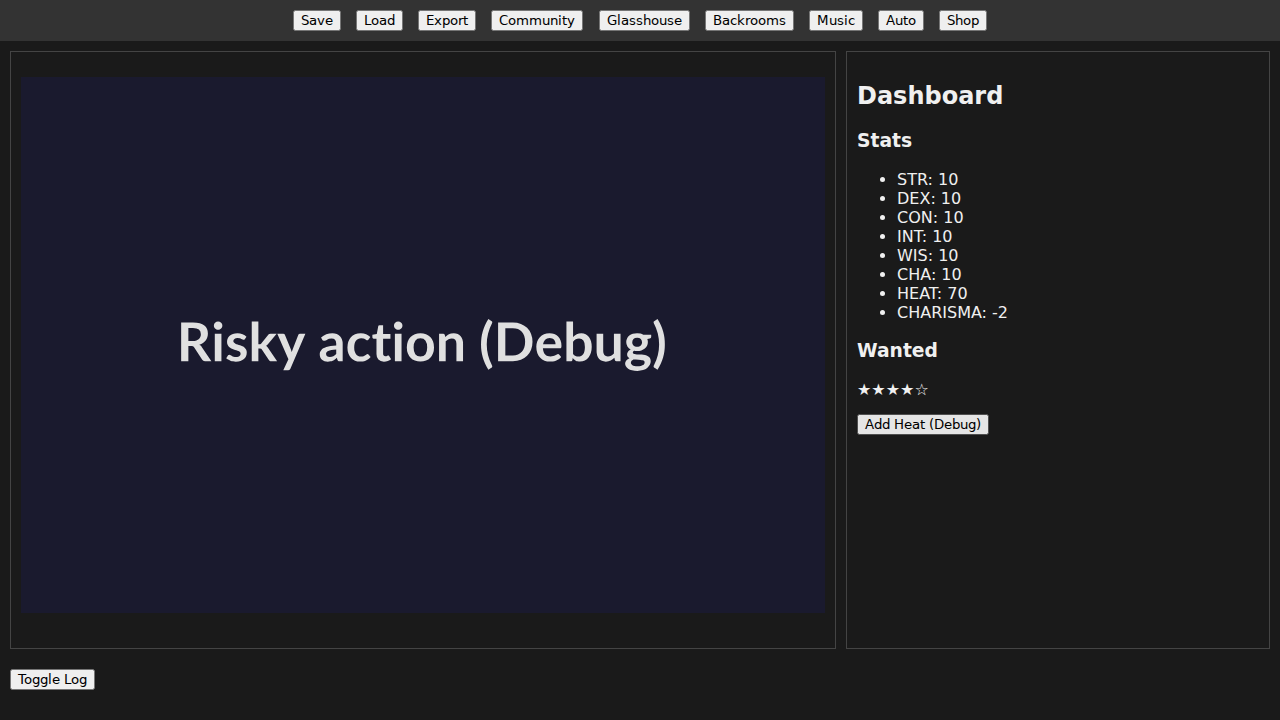 Save Load Export Community Glasshouse Backrooms Music Auto Shop
Risky action (Debug)
Dashboard
Stats
STR: 10
DEX: 10
CON: 10
INT: 10
WIS: 10
CHA: 10
HEAT: 70
CHARISMA: -2
Wanted
★★★★☆
Add Heat (Debug)
Toggle Log